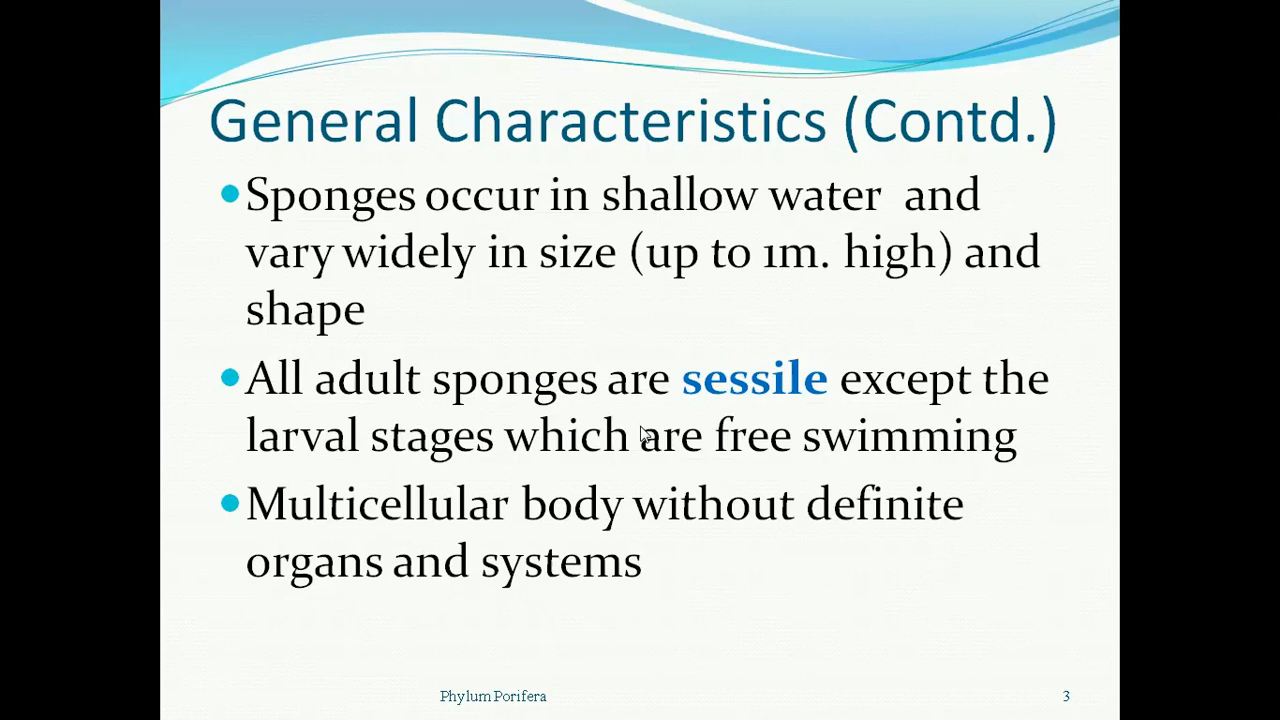 General Characteristics (Contd.)
Sponges occur in shallow water and
vary widely in size (up to 1m. high) and
shape
All adult sponges are sessile except the
larval stages which are free swimming
Multicellular body without definite
organs and systems
Phylum Porifera
3